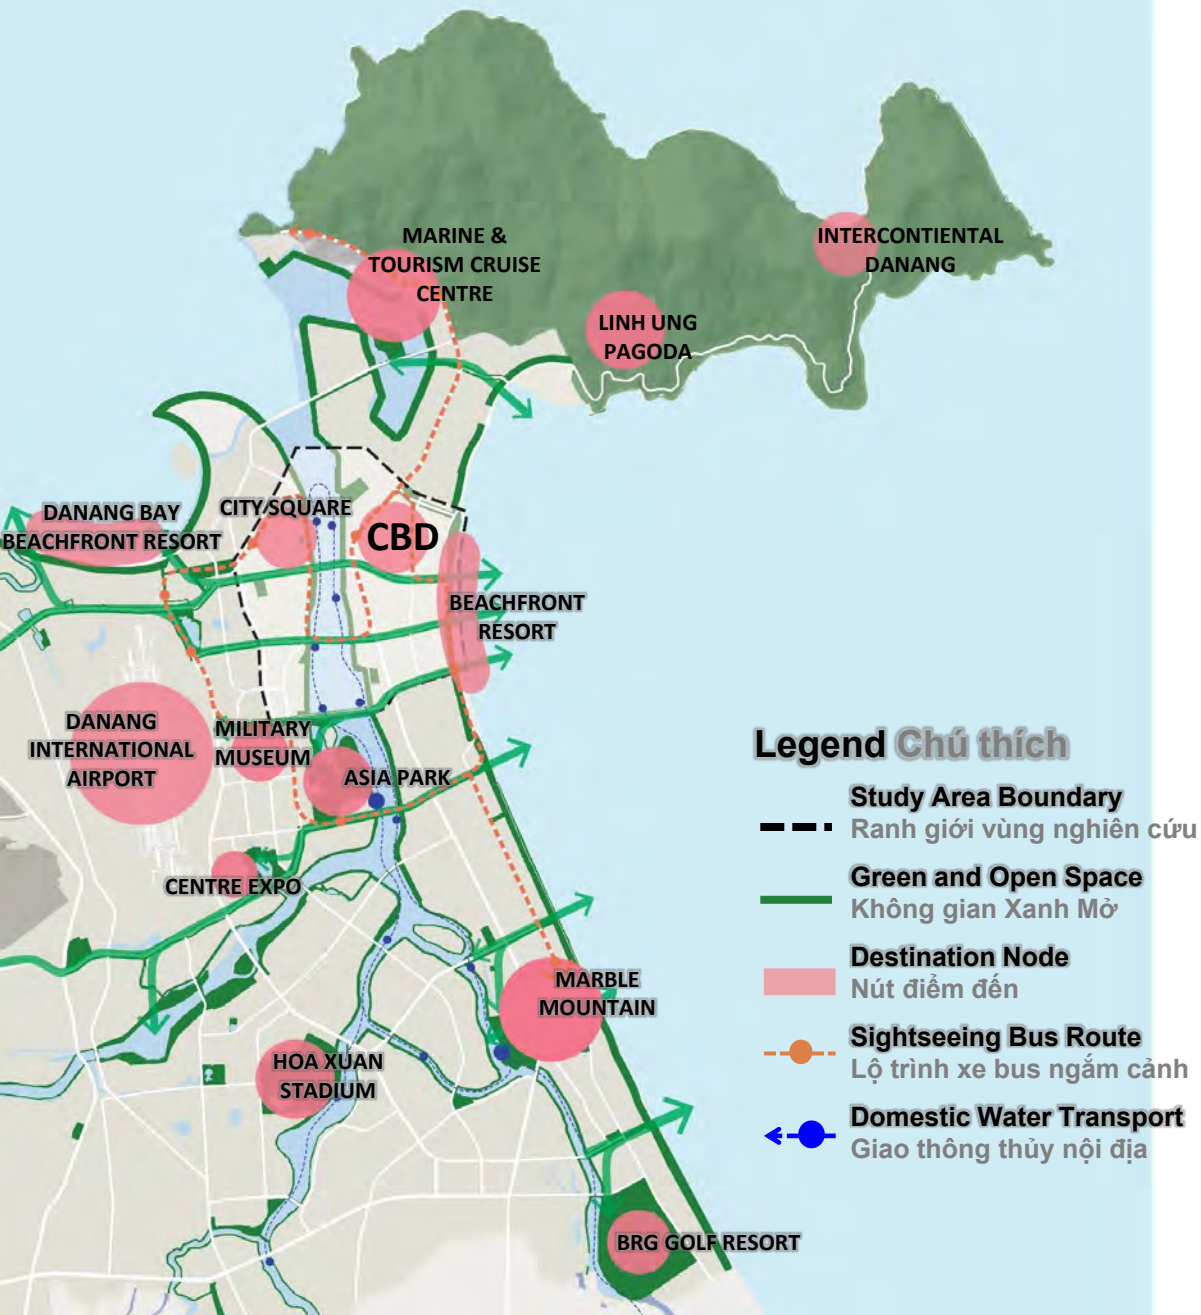 MARINE &
TOURISM CRUISE
CENTRE
INTERCONTIENTAL
DANANG
LINH UNG
PAGODA
DANANG BAY
BEACHFRONT RESORT
CITY SQUARE
CBD
BEACHFRONT
RESORT
DANANG
INTERNATIONAL
AIRPORT
MILITARY
MUSEUM
ASIA PARK
CENTRE EXPO
MARBLE
MOUNTAIN
HOA XUAN
STADIUM
BRG GOLF RESORT
Legend Chú thích
Study Area Boundary
Ranh giới vùng nghiên cứu
Green and Open Space
Không gian Xanh Mở
Destination Node
Nút điểm đến
Sightseeing Bus Route
Lộ trình xe bus ngắm cảnh
Domestic Water Transport
Giao thông thủy nội địa